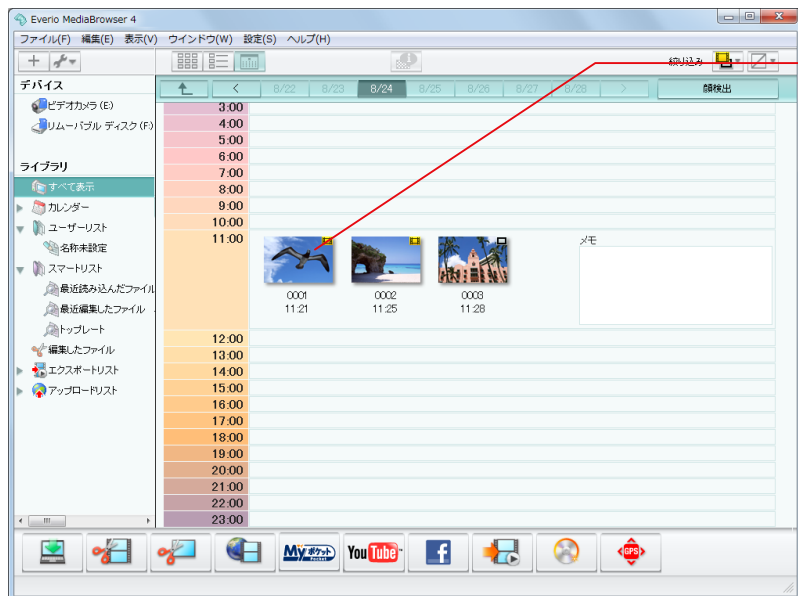 Everio MediaBrowser 4
ファイル(F) 編集(E) 表示(V) ウインドウ(W) 設定(S) ヘルプ(H)
絞り込み
デバイス
ビデオカメラ (E:)
リムーバブル ディスク (F:)
ライブラリ
すべて表示
カレンダー
ユーザーリスト
名称未設定
スマートリスト
最近読み込んだファイル
最近編集したファイル
トップレート
編集したファイル
エクスポートリスト
アップロードリスト
< 8/22 8/23 8/24 8/25 8/26 8/27 8/28 > 顔検出
3:00
4:00
5:00
6:00
7:00
8:00
9:00
10:00
11:00
メモ
0001 0002 0003
11:21 11:25 11:28
12:00
13:00
14:00
15:00
16:00
17:00
18:00
19:00
20:00
21:00
22:00
23:00
Myポケット YouTube f GPS